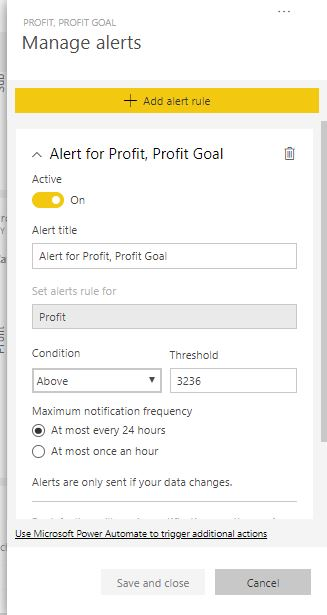 PROFIT, PROFIT GOAL
Manage alerts
Add alert rule
Alert for Profit, Profit Goal
Active
On
Alert title
Alert for Profit, Profit Goal
Set alerts rule for
Profit
Condition Threshold
Above 3236
Maximum notification frequency
At most every 24 hours
At most once an hour
Alerts are only sent if your data changes.
Use Microsoft Power Automate to trigger additional actions
Save and close Cancel
Sub
Profit